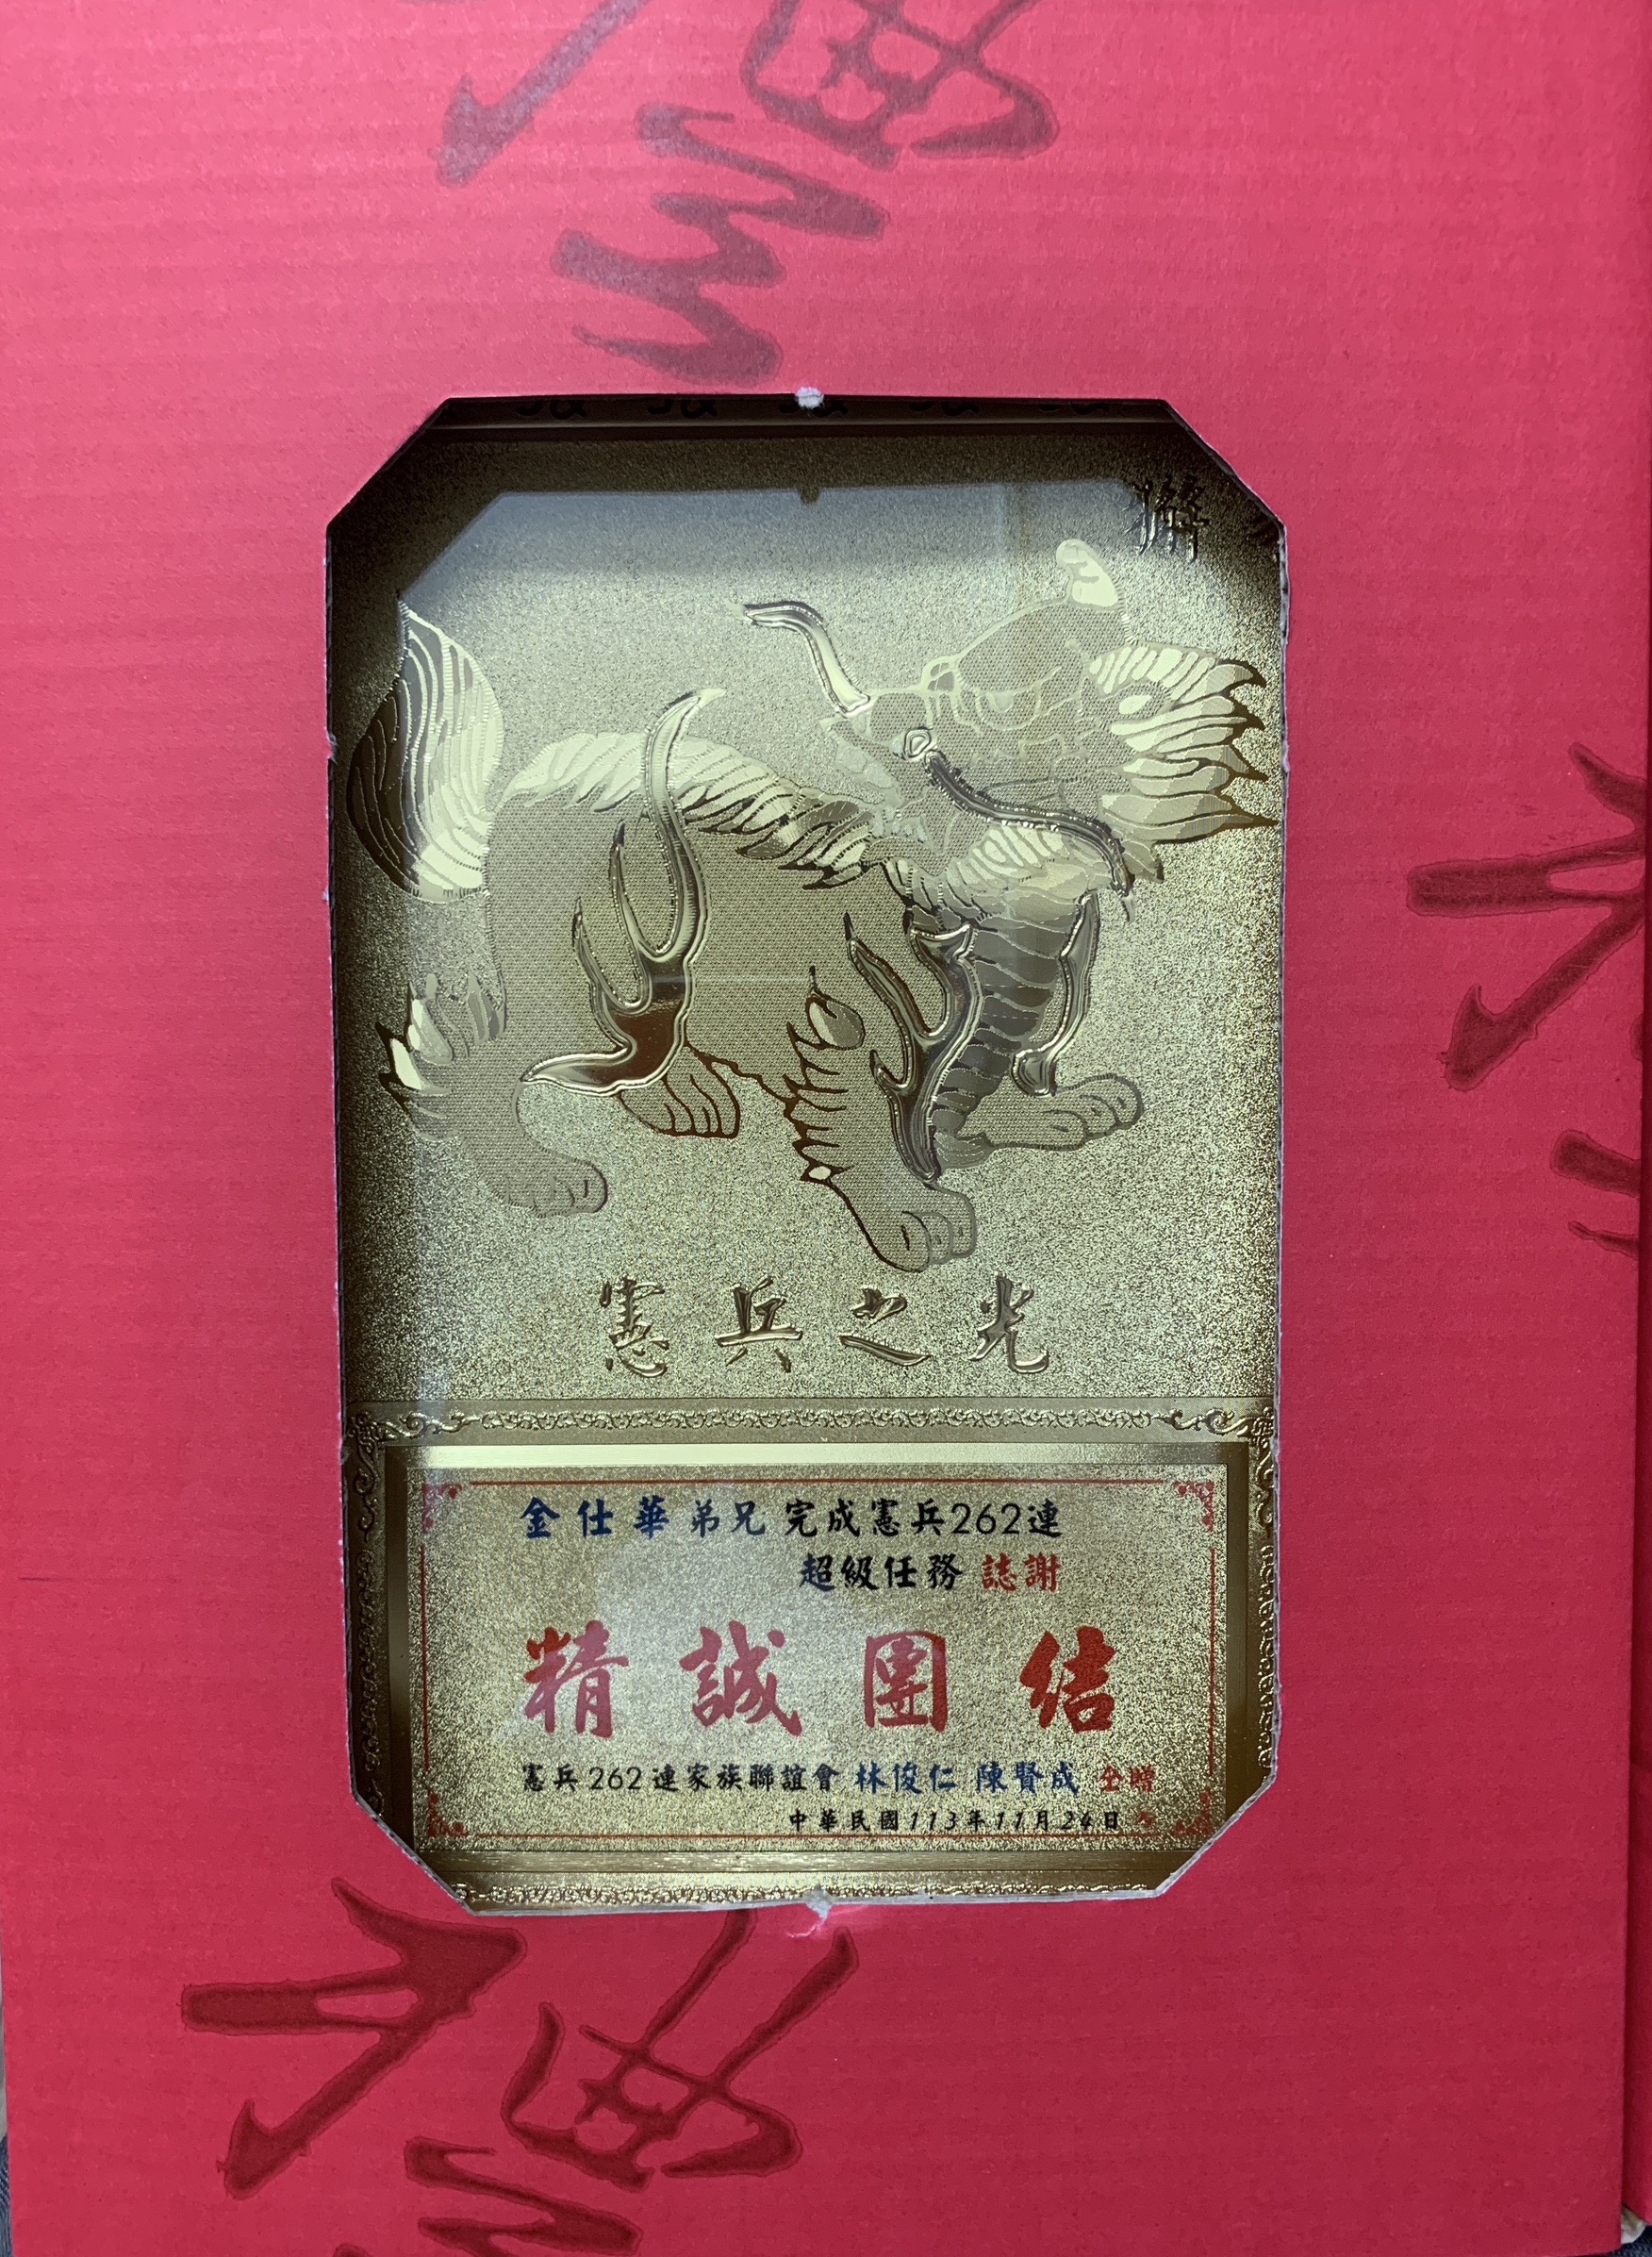 獬
憲兵之光
金仕華弟兄完成憲兵262連
超級任務 誌謝
精誠團結
憲兵262連家族聯誼會 林俊仁 陳賢成 仝贈
中華民國113年11月24日